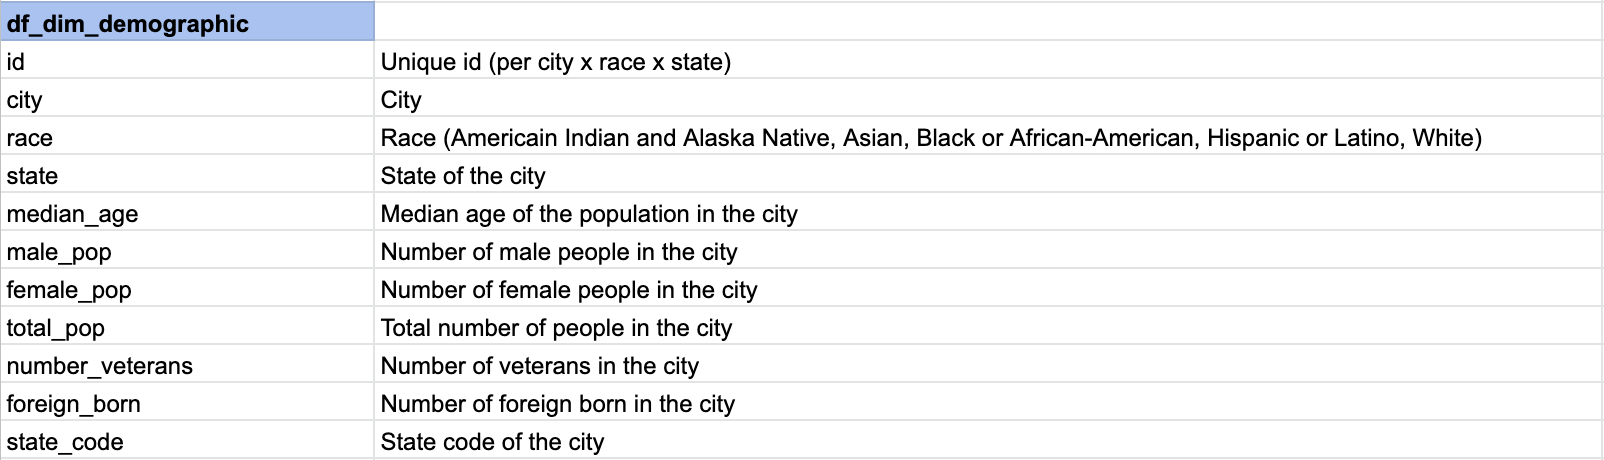 df_dim_demographic
id Unique id (per city x race x state)
city City
race Race (Americain Indian and Alaska Native, Asian, Black or African-American, Hispanic or Latino, White)
state State of the city
median_age Median age of the population in the city
male_pop Number of male people in the city
female_pop Number of female people in the city
total_pop Total number of people in the city
number_veterans Number of veterans in the city
foreign_born Number of foreign born in the city
state_code State code of the city